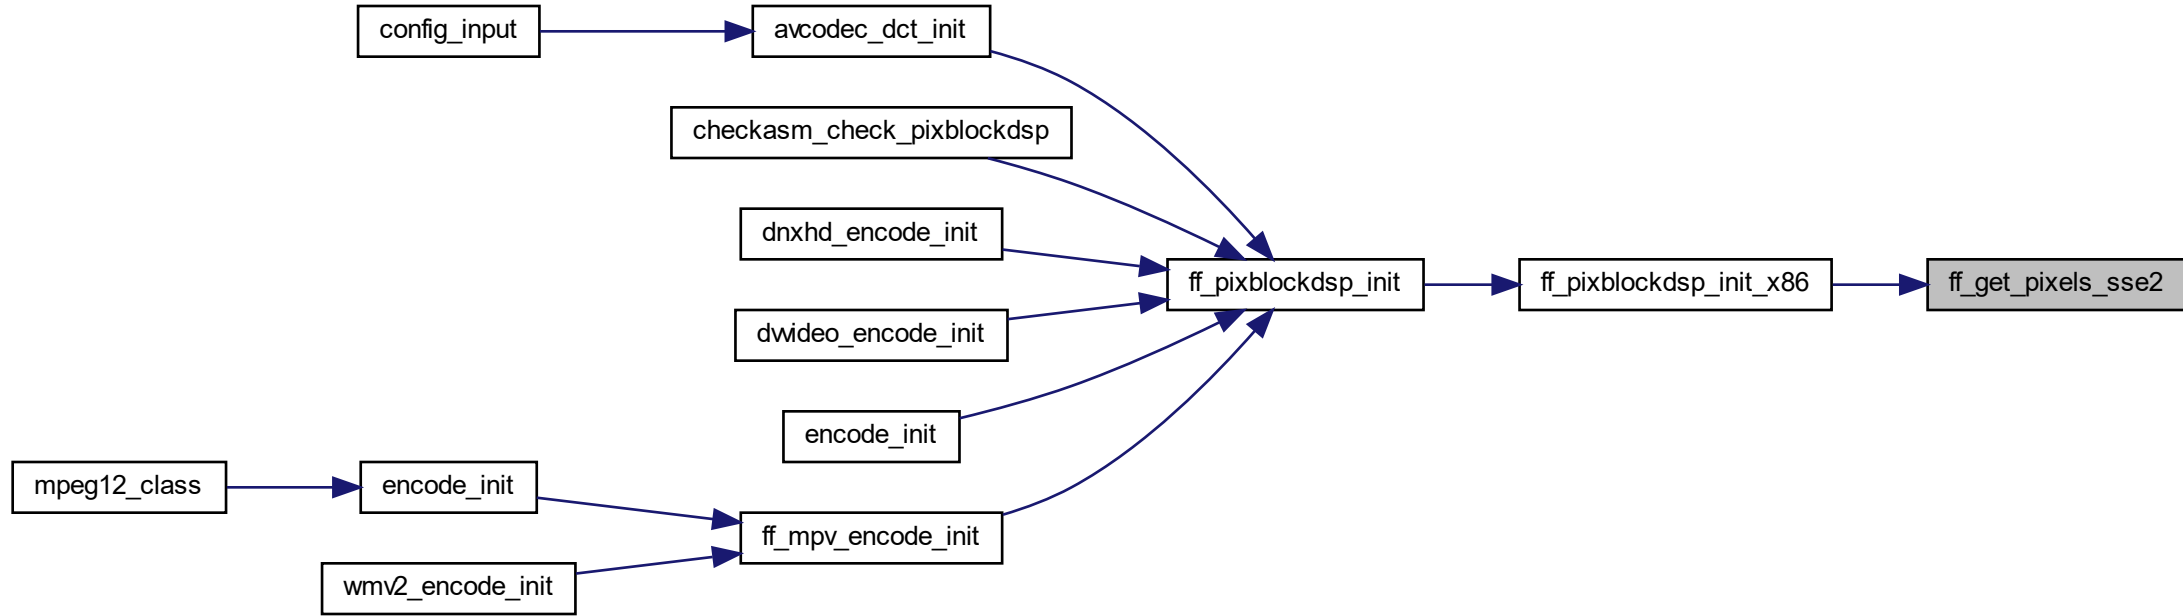 config_input
avcodec_dct_init
checkasm_check_pixblockdsp
dnxhd_encode_init
ff_pixblockdsp_init
ff_pixblockdsp_init_x86
ff_get_pixels_sse2
dvvideo_encode_init
encode_init
mpeg12_class
encode_init
ff_mpv_encode_init
wmv2_encode_init